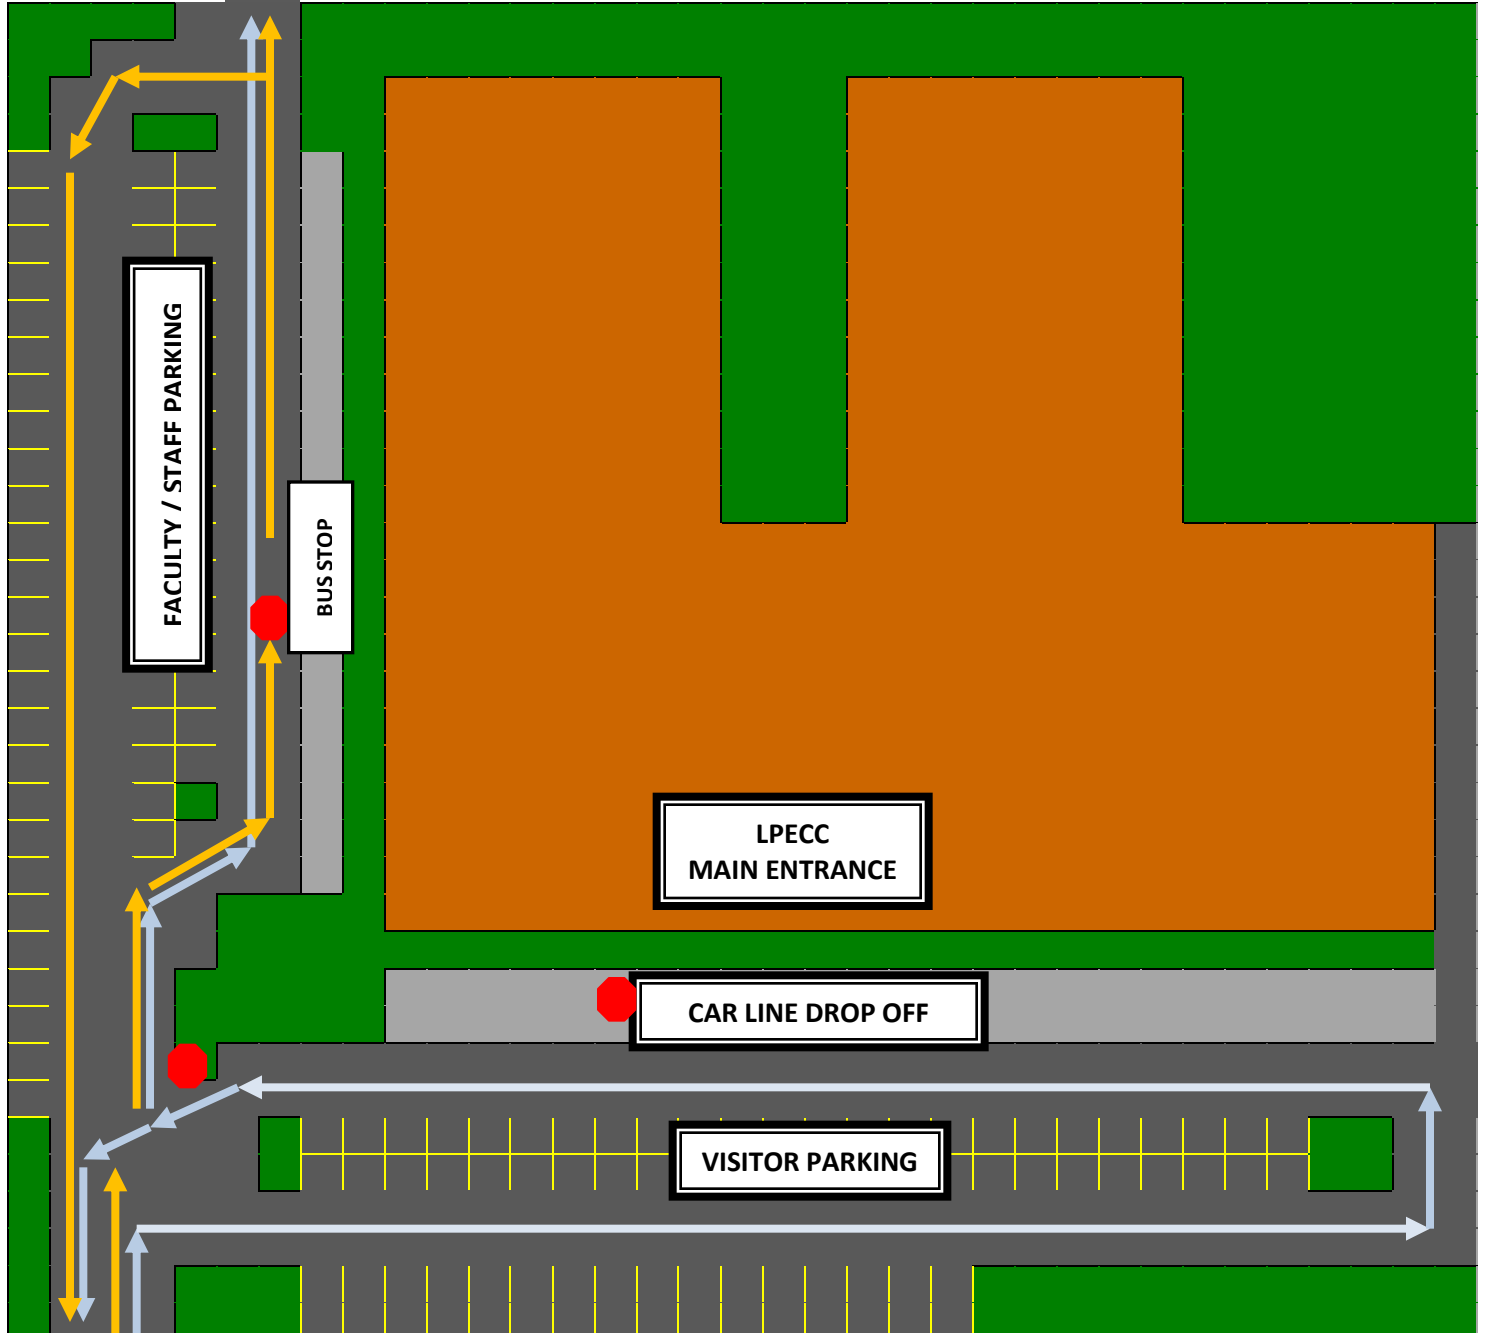 FACULTY / STAFF PARKING
BUS STOP
LPECC
MAIN ENTRANCE
CAR LINE DROP OFF
VISITOR PARKING